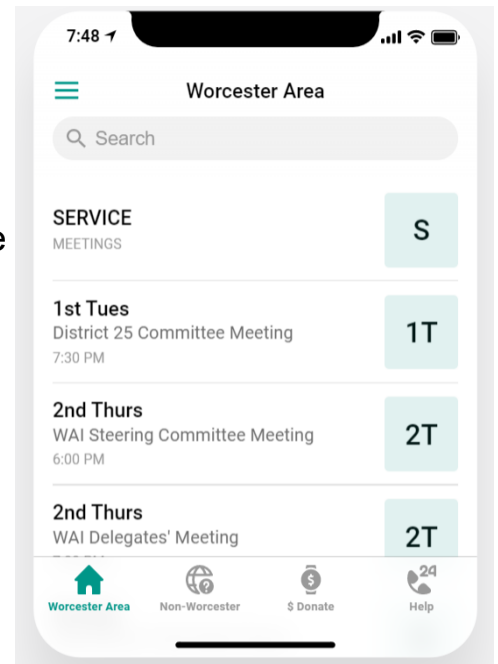 7:48
Worcester Area
Search
e
SERVICE
MEETINGS
S
1st Tues
District 25 Committee Meeting
7:30 PM
1T
2nd Thurs
WAI Steering Committee Meeting
6:00 PM
2T
2nd Thurs
WAI Delegates' Meeting
2T
$
?
24
Worcester Area
Non-Worcester
$ Donate
Help